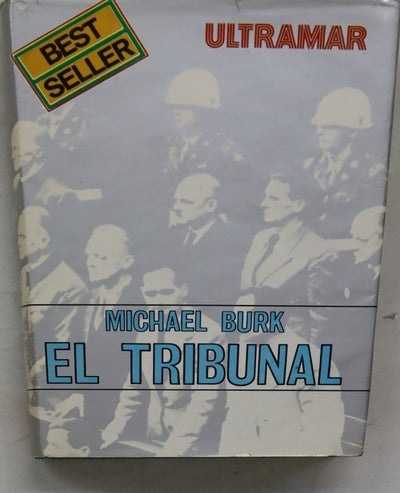 BEST
SELLER
ULTRAMAR
MICHAEL BURK
EL TRIBUNAL